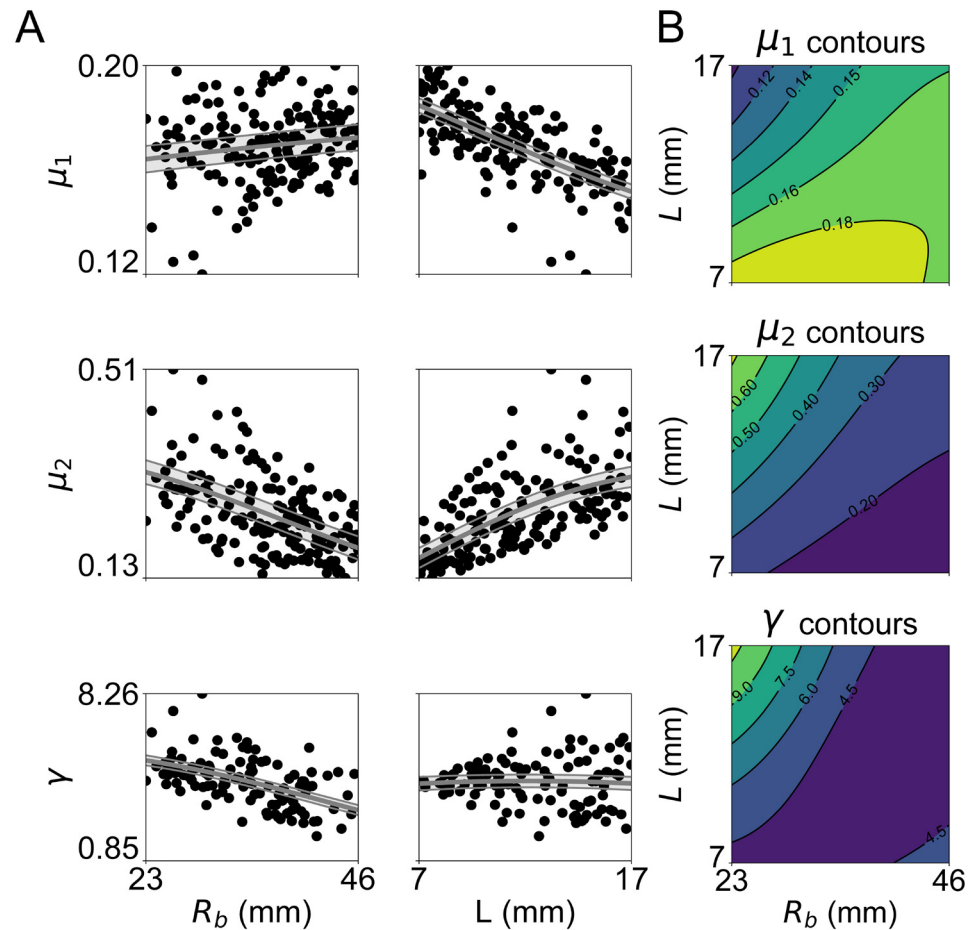 A
B
μ1 contours
0.20
μ1
0.12
17
L (mm)
7
0.12
0.14
0.15
0.16
0.18
μ2 contours
0.51
μ2
0.13
17
L (mm)
7
0.60
0.50
0.40
0.30
0.20
γ contours
8.26
γ
0.85
23
46
Rb (mm)
7
17
L (mm)
17
L (mm)
7
9.0
7.5
6.0
4.5
4.5
23
46
Rb (mm)